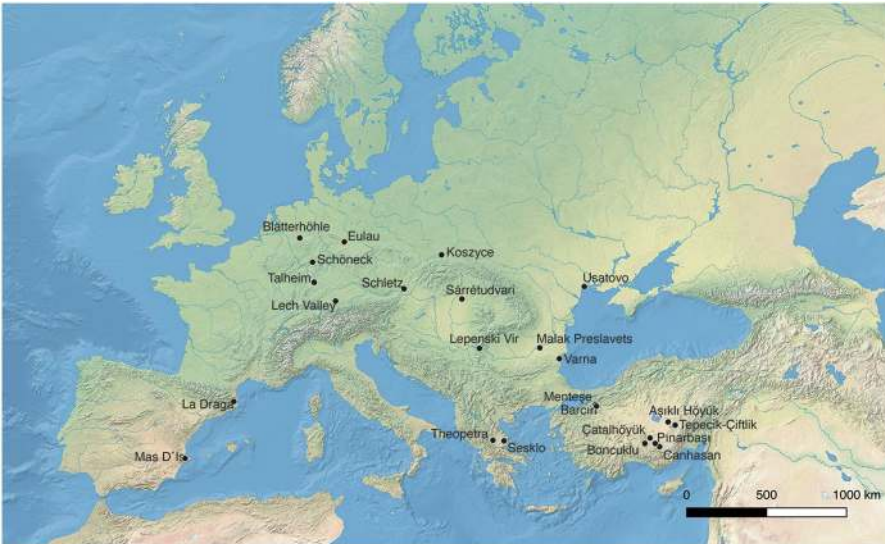 Blätterhöhle
Eulau
Koszyce
Schöneck
Talheim
Schletz
Usatovo
Sárrétudvari
Lech Valley
Lepenski Vir
Malak Preslavets
Varna
La Draga
Menteşe
Barcin
Aşıklı Höyük
Tepecik-Çiftlik
Theopetra
Sesklo
Çatalhöyük
Pınarbaşı
Boncuklu
Canhasan
Mas D´Is
0 500 1000 km